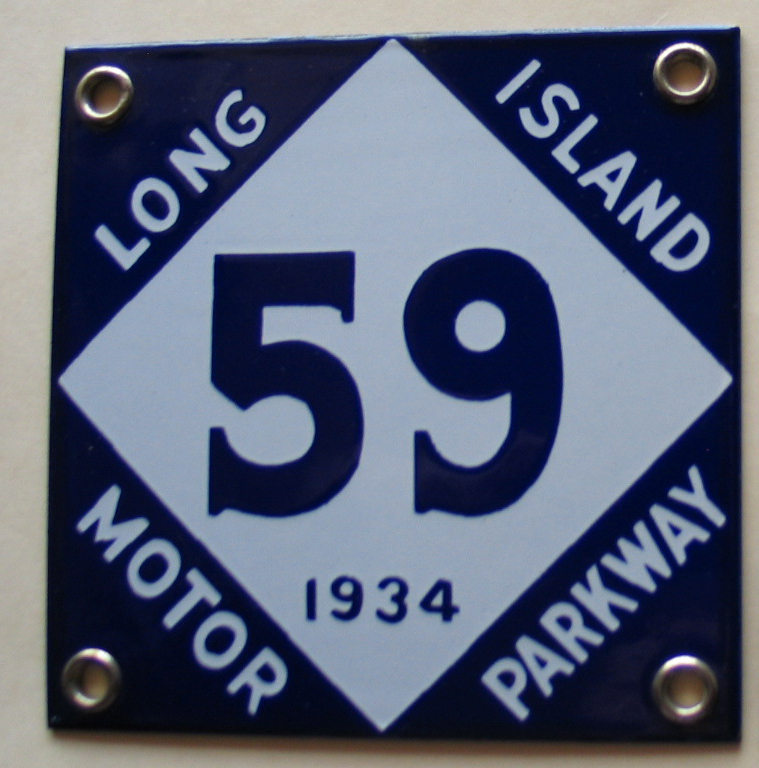 LONG
ISLAND
59
1934
MOTOR
PARKWAY